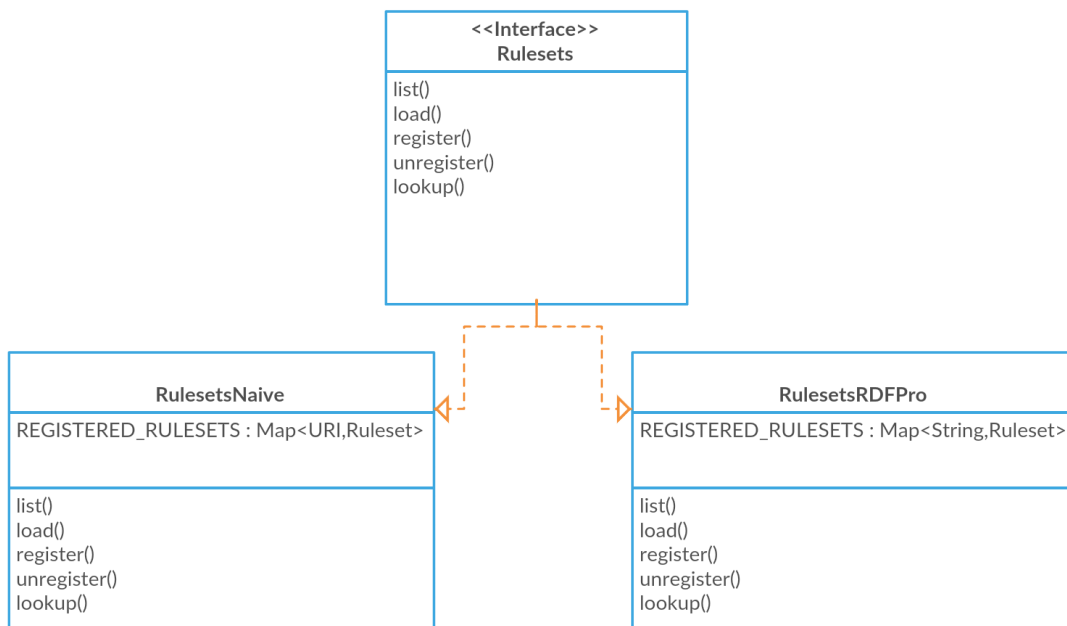 <<Interface>>
Rulesets
list()
load()
register()
unregister()
lookup()
RulesetsNaive
REGISTERED_RULESETS : Map<URI,Ruleset>
list()
load()
register()
unregister()
lookup()
RulesetsRDFPro
REGISTERED_RULESETS : Map<String,Ruleset>
list()
load()
register()
unregister()
lookup()